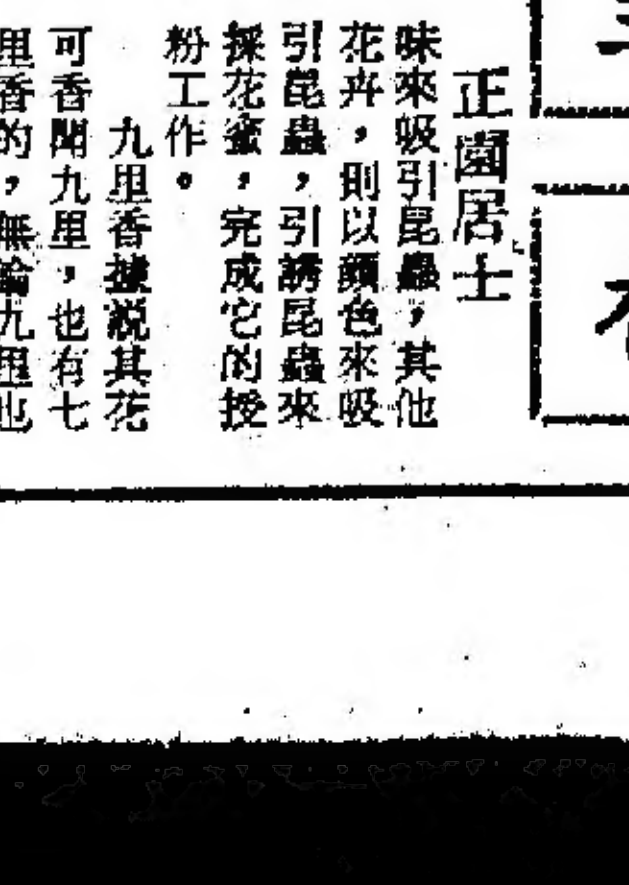 正園居士
味來吸引昆蟲，其他
花卉，則以顏色來吸
引昆蟲，引誘昆蟲來
採花蜜，完成它的授
粉工作。
九里香據説其花
可香聞九里，也有七
里香的，無論九里也